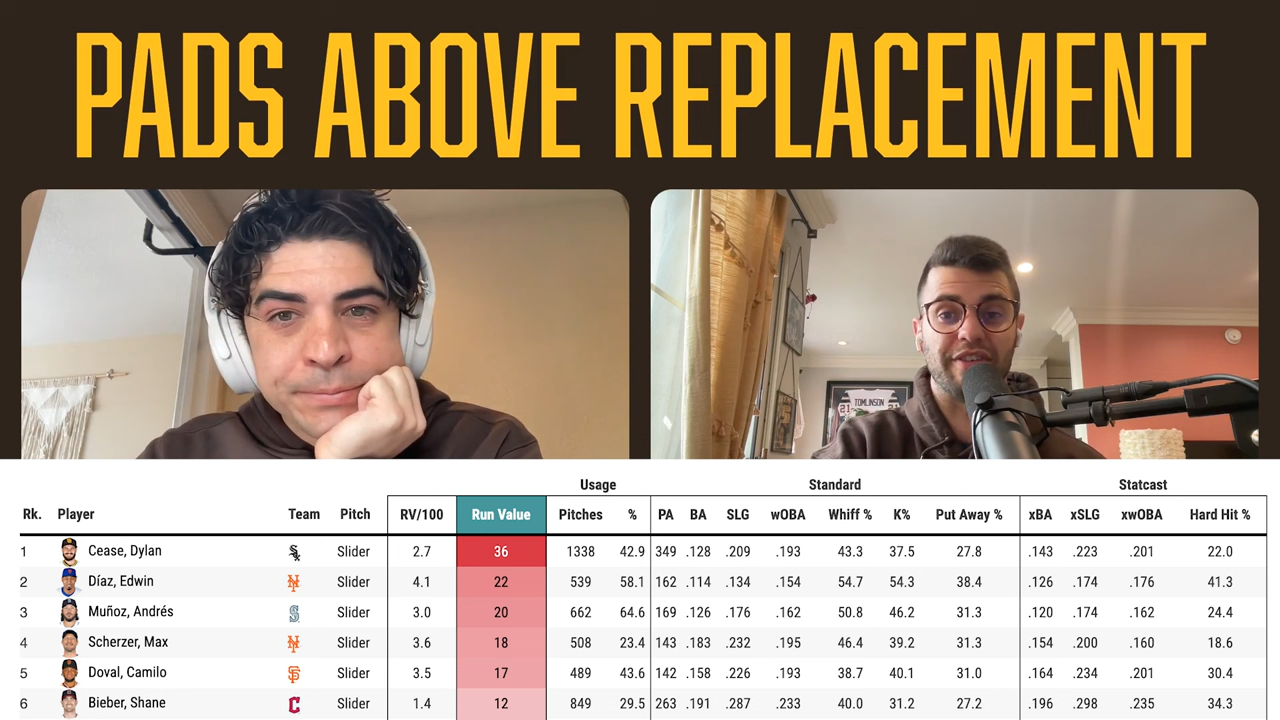 PADS ABOVE REPLACEMENT
TOMLINSON
21
Usage Standard Statcast
Rk. Player Team Pitch RV/100 Run Value Pitches % PA BA SLG wOBA Whiff % K% Put Away % xBA xSLG xwOBA Hard Hit %
1 Cease, Dylan Slider 2.7 36 1338 42.9 349 .128 .209 .193 43.3 37.5 27.8 .143 .223 .201 22.0
2 Díaz, Edwin Slider 4.1 22 539 58.1 162 .114 .134 .154 54.7 54.3 38.4 .126 .174 .176 41.3
3 Muñoz, Andrés Slider 3.0 20 662 64.6 169 .126 .176 .162 50.8 46.2 31.3 .120 .174 .162 24.4
4 Scherzer, Max Slider 3.6 18 508 23.4 143 .183 .232 .195 46.4 39.2 31.3 .154 .200 .160 18.6
5 Doval, Camilo Slider 3.5 17 489 43.6 142 .158 .226 .193 38.7 40.1 31.0 .164 .234 .201 30.4
6 Bieber, Shane Slider 1.4 12 849 29.5 263 .191 .287 .233 40.0 31.2 27.2 .196 .298 .235 34.3